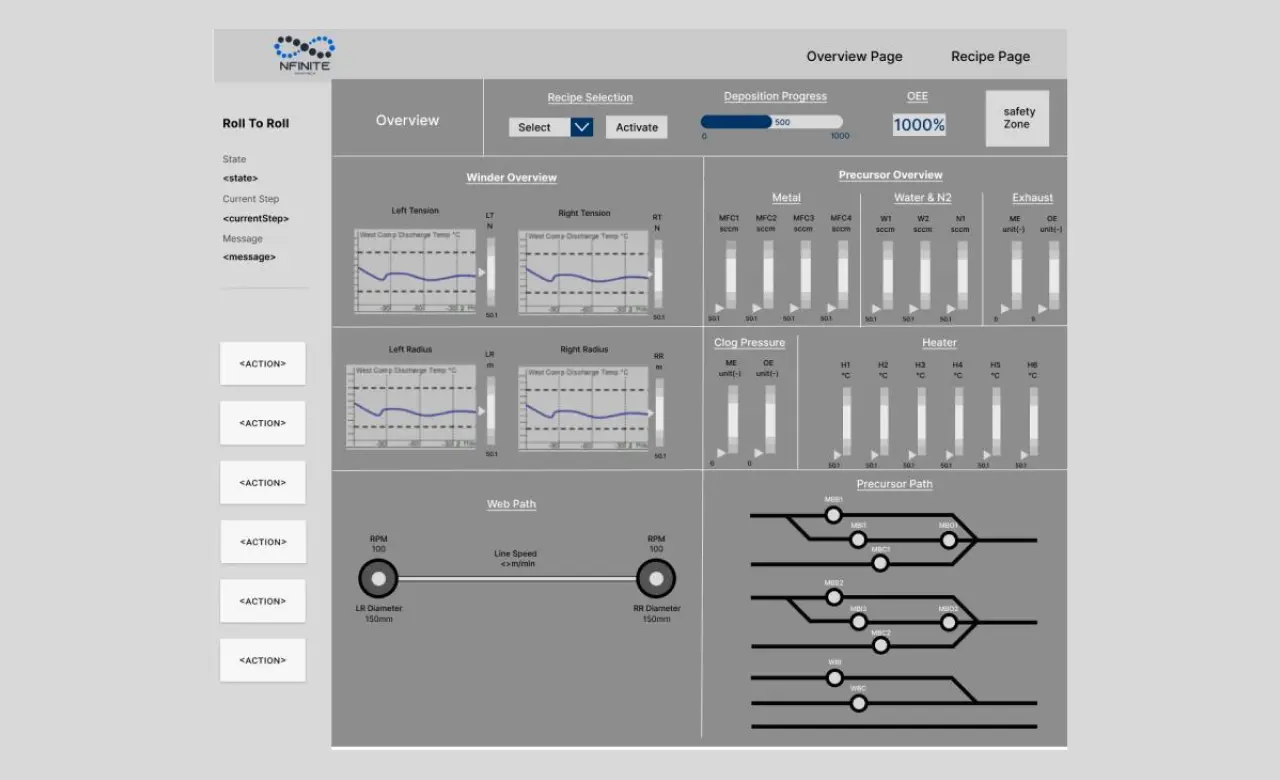 NFINITE
Overview Page
Recipe Page
Roll To Roll
State
<state>
Current Step
<currentStep>
Message
<message>
<ACTION>
<ACTION>
<ACTION>
<ACTION>
<ACTION>
<ACTION>
Overview
Recipe Selection
Select
Activate
Deposition Progress
500
0
1000
OEE
1000%
safety
Zone
Winder Overview
Left Tension
West Comp Discharge Temp °C
LT
N
50.1
Right Tension
West Comp Discharge Temp °C
RT
N
50.1
Left Radius
West Comp Discharge Temp °C
LR
m
50.1
Right Radius
West Comp Discharge Temp °C
RR
m
50.1
Precursor Overview
Metal
MFC1 MFC2 MFC3 MFC4
sccm sccm sccm sccm
50.1 50.1 50.1 50.1
Water & N2
W1 W2 N1
sccm sccm sccm
50.1 50.1 50.1
Exhaust
ME OE
unit(-) unit(-)
0 0
Clog Pressure
ME OE
unit(-) unit(-)
0 0
Heater
H1 H2 H3 H4 H5 H6
°C °C °C °C °C °C
50.1 50.1 50.1 50.1 50.1 50.1
Web Path
RPM
100
Line Speed
<>m/min
RPM
100
LR Diameter
150mm
RR Diameter
150mm
Precursor Path
MBB1
MBI1
MBO1
MBC1
MBB2
MBI2
MBO2
MBC2
WBI
WBC